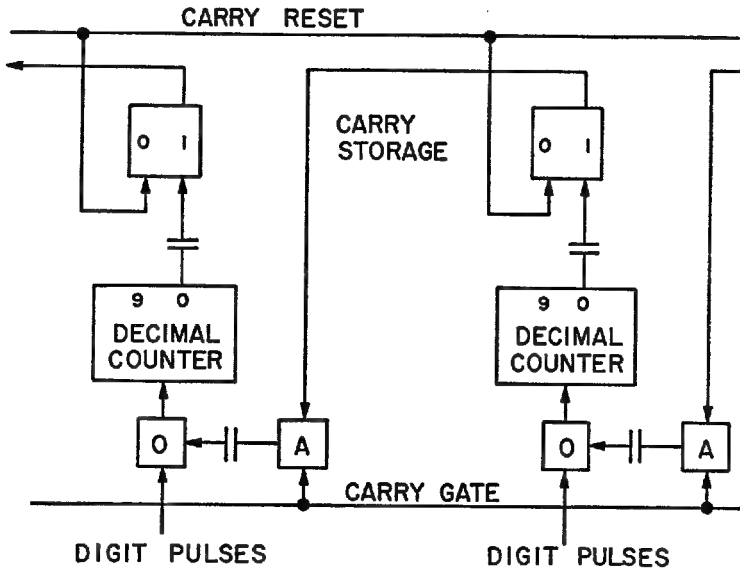 CARRY RESET
0 1
0 1
CARRY
STORAGE
9 0
DECIMAL
COUNTER
9 0
DECIMAL
COUNTER
O
A
O
A
CARRY GATE
DIGIT PULSES
DIGIT PULSES